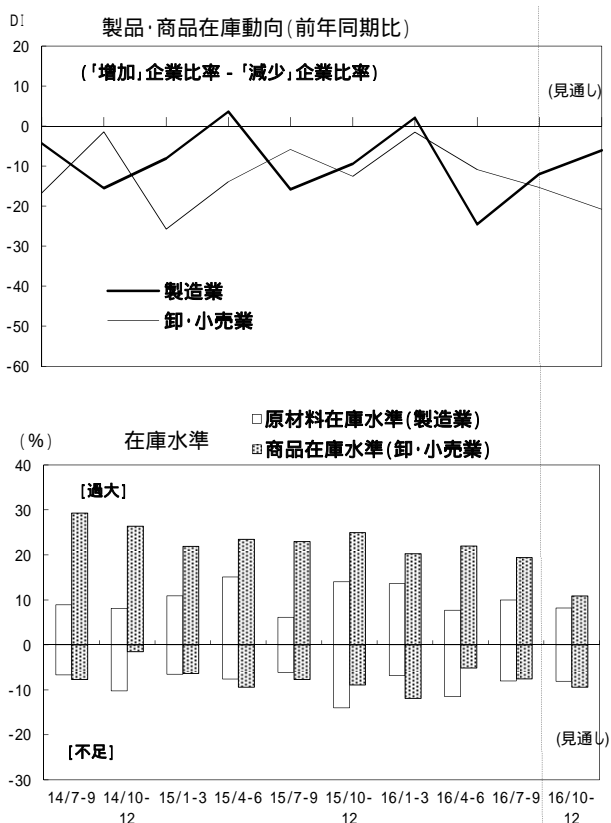 DI
製品・商品在庫動向(前年同期比)
20
10
0
-10
-20
-30
-40
-50
-60
(「増加」企業比率 - 「減少」企業比率)
(見通し)
製造業
卸・小売業
(%)
在庫水準
□原材料在庫水準(製造業)
商品在庫水準(卸・小売業)
40
30
20
10
0
-10
-20
-30
[過大]
[不足]
(見通し)
14/7-9 14/10-12 15/1-3 15/4-6 15/7-9 15/10-12 16/1-3 16/4-6 16/7-9 16/10-12